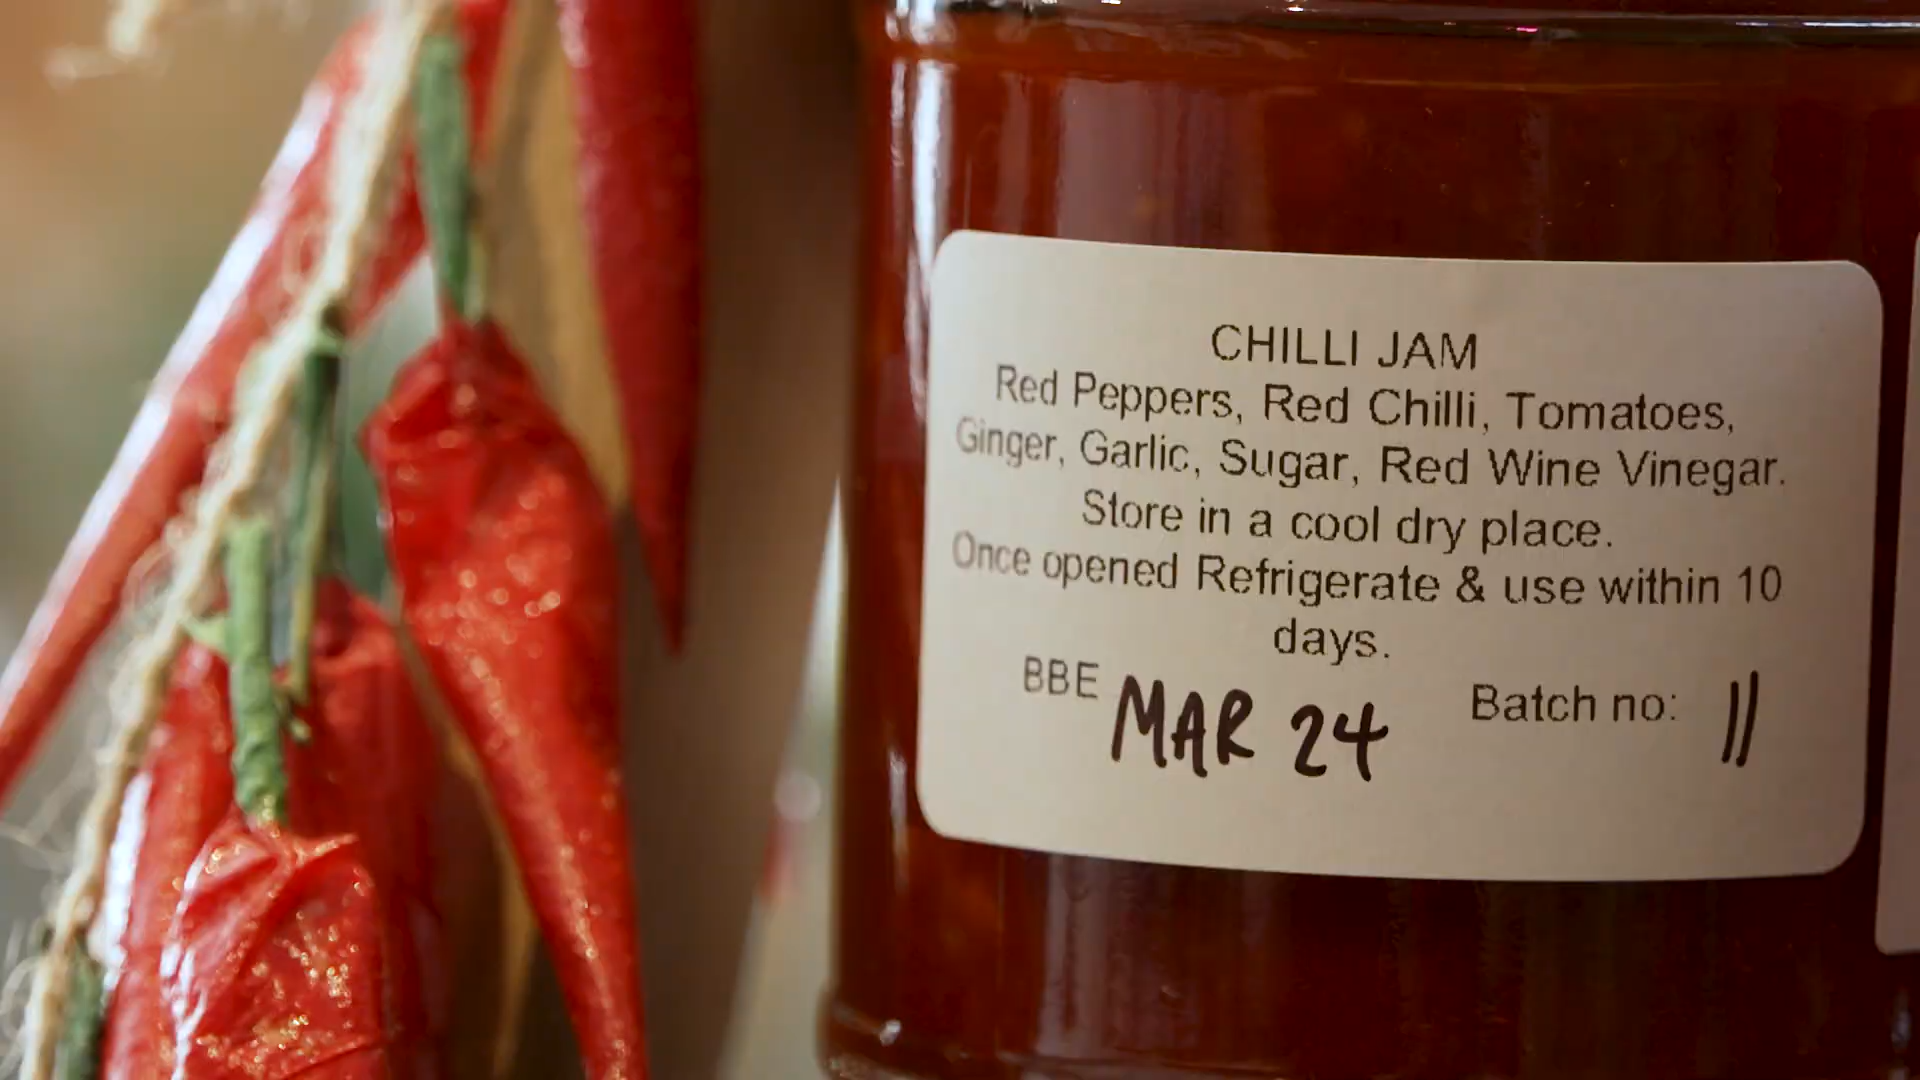 CHILLI JAM
Red Peppers, Red Chilli, Tomatoes,
Ginger, Garlic, Sugar, Red Wine Vinegar.
Store in a cool dry place.
Once opened Refrigerate & use within 10
days.
BBE MAR 24 Batch no: 11